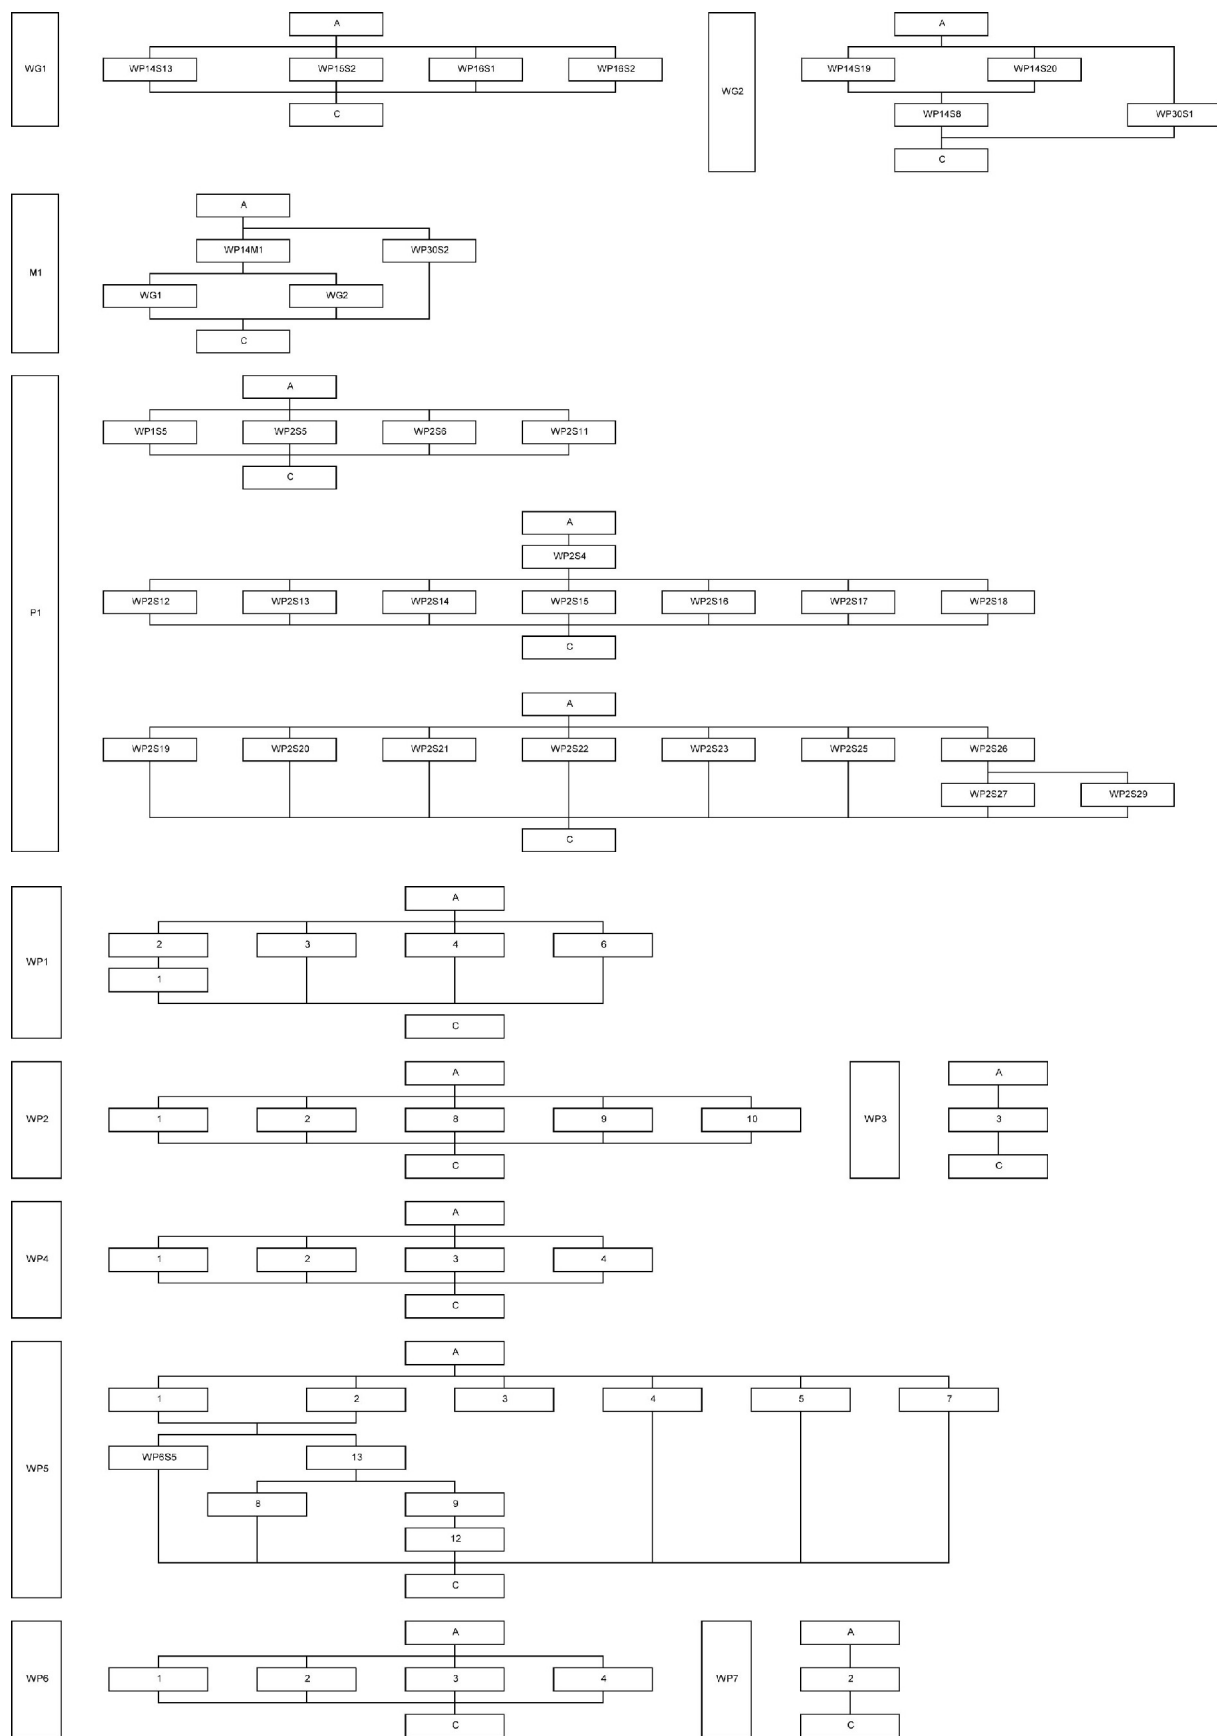 A
A
WG1
WP14S13
WP15S2
WP16S1
WP16S2
WG2
WP14S19
WP14S20
C
WP14S8
WP30S1
C
M1
A
WP14M1
WP30S2
WG1
WG2
C
P1
A
WP1S5
WP2S5
WP2S6
WP2S11
C
A
WP2S4
WP2S12
WP2S13
WP2S14
WP2S15
WP2S16
WP2S17
WP2S18
C
A
WP2S19
WP2S20
WP2S21
WP2S22
WP2S23
WP2S25
WP2S26
WP2S27
WP2S29
C
WP1
A
2
3
4
6
1
C
WP2
A
1
2
8
9
10
C
WP3
A
3
C
WP4
A
1
2
3
4
C
WP5
A
1
2
3
4
5
7
WP6S5
13
8
9
12
C
WP6
A
1
2
3
4
C
WP7
A
2
C